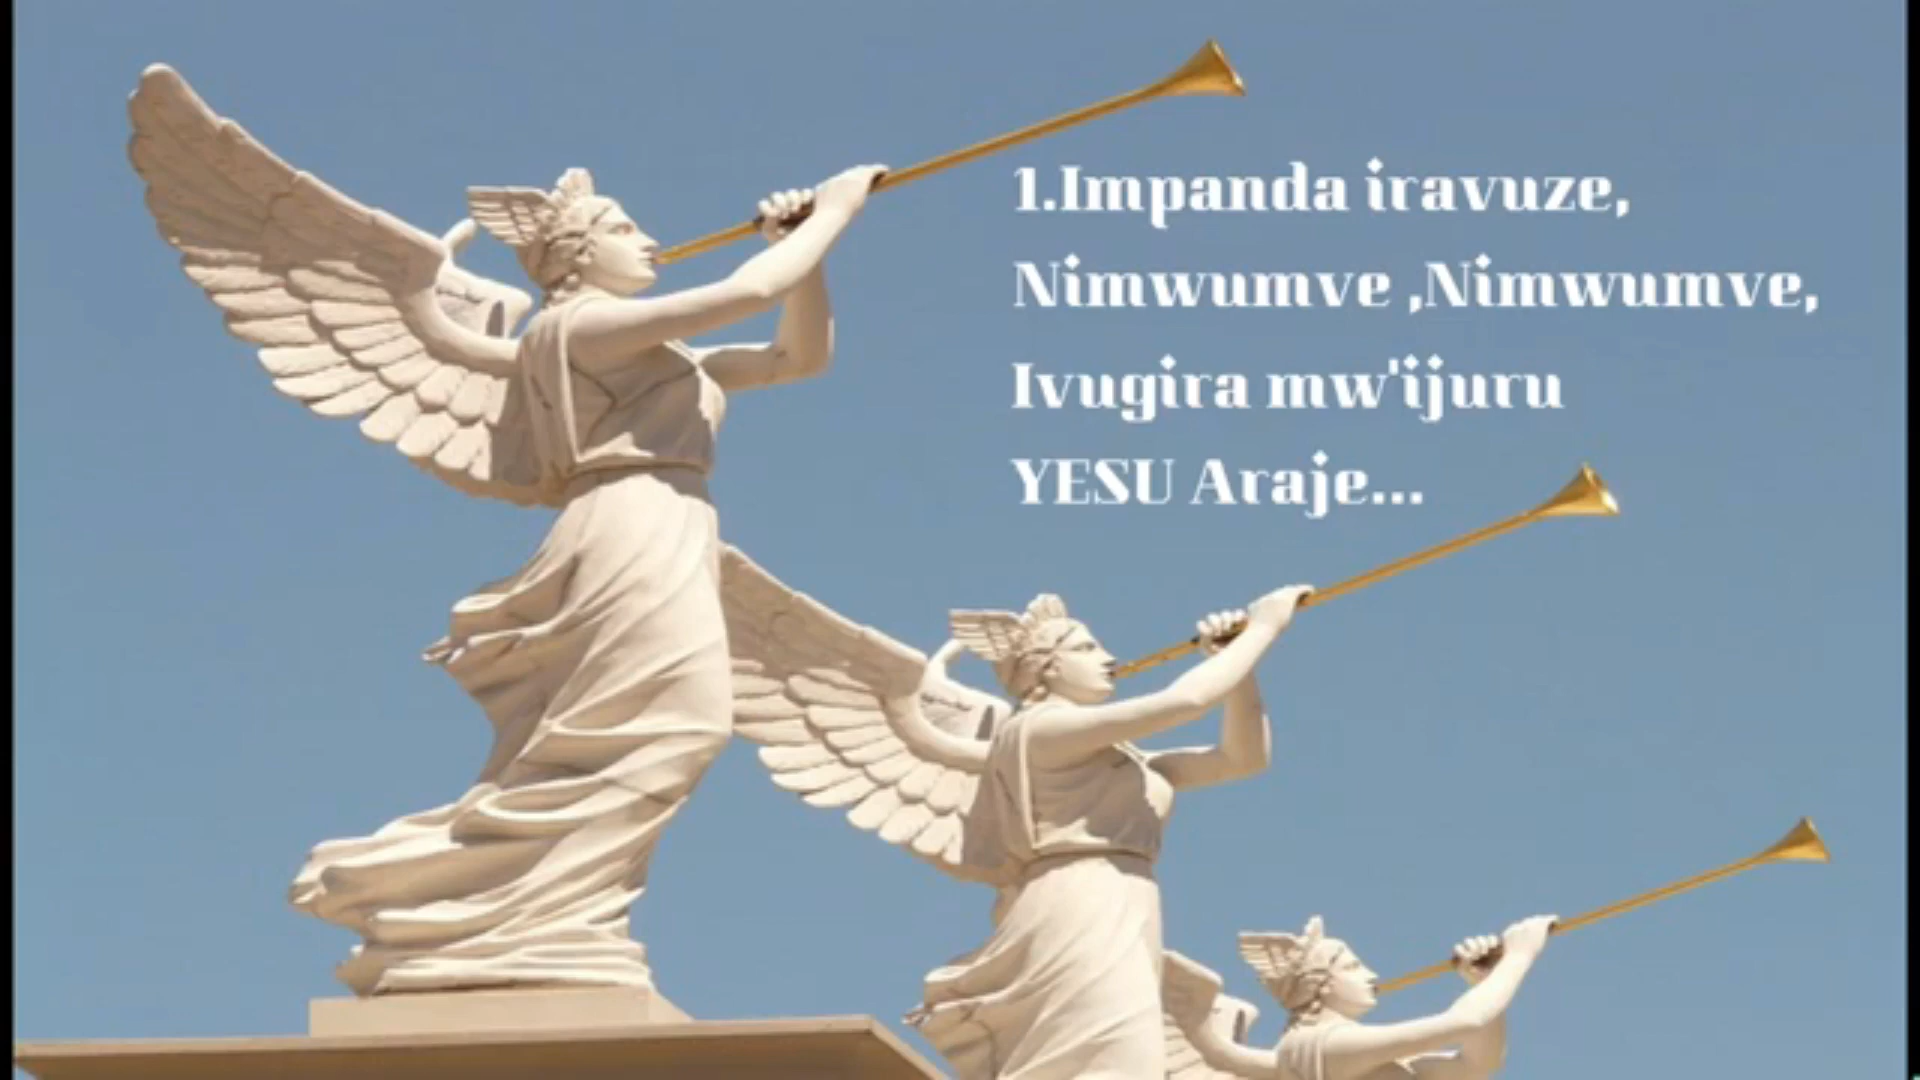 1.Impanda iravuze,
Nimwumve ,Nimwumve,
Ivugira mw'ijuru
YESU Araje...